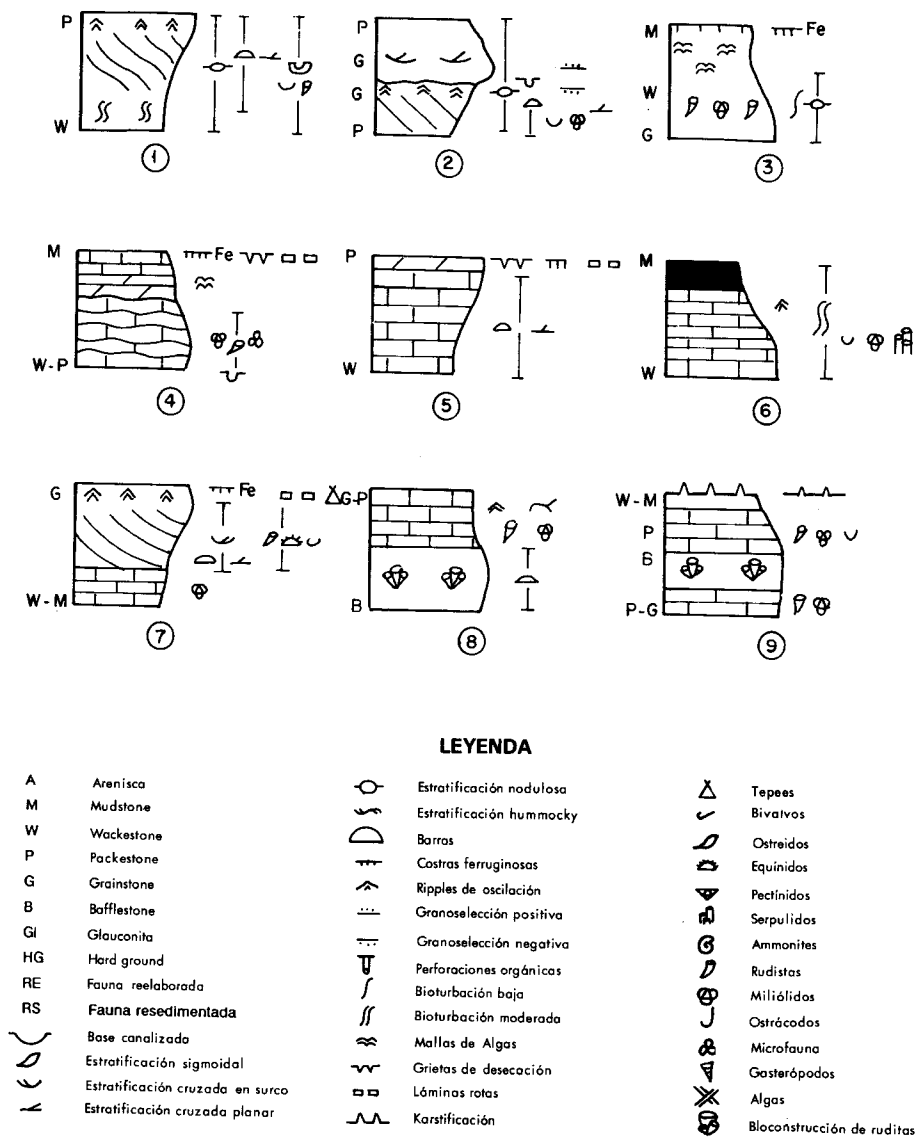 P
W
1
P
G
G
P
2
M
W
G
Fe
3
M
W-P
Fe
4
P
W
5
M
W
6
G
W-M
Fe
7
G-P
B
8
W-M
P
B
P-G
9
LEYENDA
A Arenisca
M Mudstone
W Wackestone
P Packestone
G Grainstone
B Bafflestone
Gl Glauconita
HG Hard ground
RE Fauna reelaborada
RS Fauna resedimentada
Base canalizada
Estratificación sigmoidal
Estratificación cruzada en surco
Estratificación cruzada planar
Estratificación nodulosa
Estratificación hummocky
Barras
Costras ferruginosas
Ripples de oscilación
Granoselección positiva
Granoselección negativa
Perforaciones orgánicas
Bioturbación baja
Bioturbación moderada
Mallas de Algas
Grietas de desecación
Láminas rotas
Karstificación
Tepees
Bivalvos
Ostreidos
Equínidos
Pectínidos
Serpulidos
Ammonites
Rudistas
Miliólidos
Ostrácodos
Microfauna
Gasterópodos
Algas
Bioconstrucción de ruditas